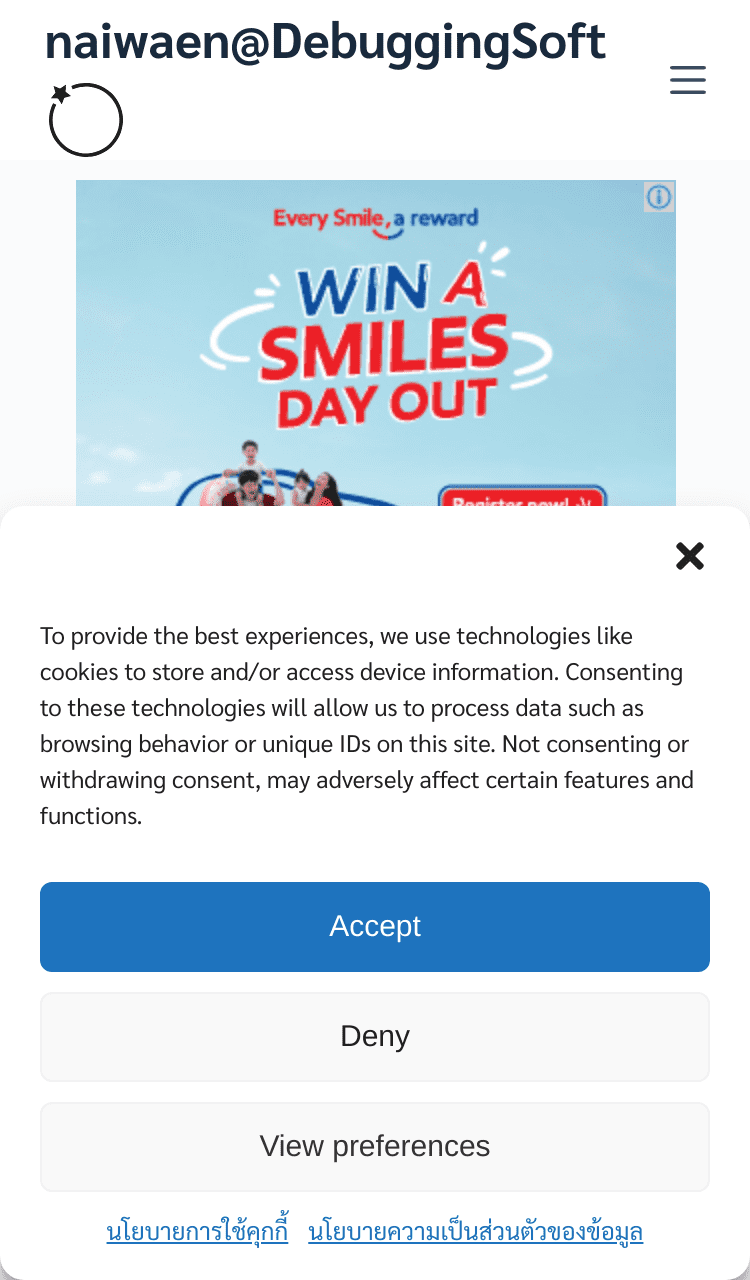 naiwaen@DebuggingSoft
Every Smile, a reward
WIN A
SMILES
DAY OUT
Register now!
To provide the best experiences, we use technologies like
cookies to store and/or access device information. Consenting
to these technologies will allow us to process data such as
browsing behavior or unique IDs on this site. Not consenting or
withdrawing consent, may adversely affect certain features and
functions.
Accept
Deny
View preferences
นโยบายการใช้คุกกี้ นโยบายความเป็นส่วนตัวของข้อมูล